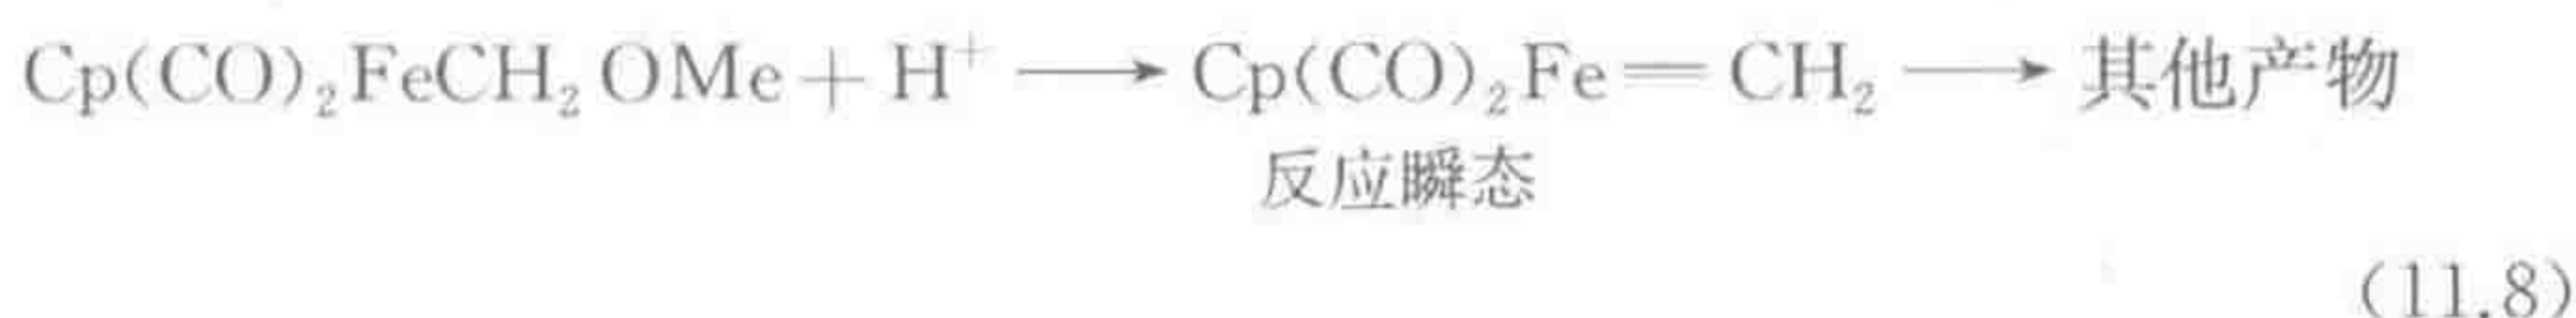 Cp(CO)₂FeCH₂OMe + H⁺ ⟶ Cp(CO)₂Fe═CH₂ ⟶ 其他产物
反应瞬态
(11.8)